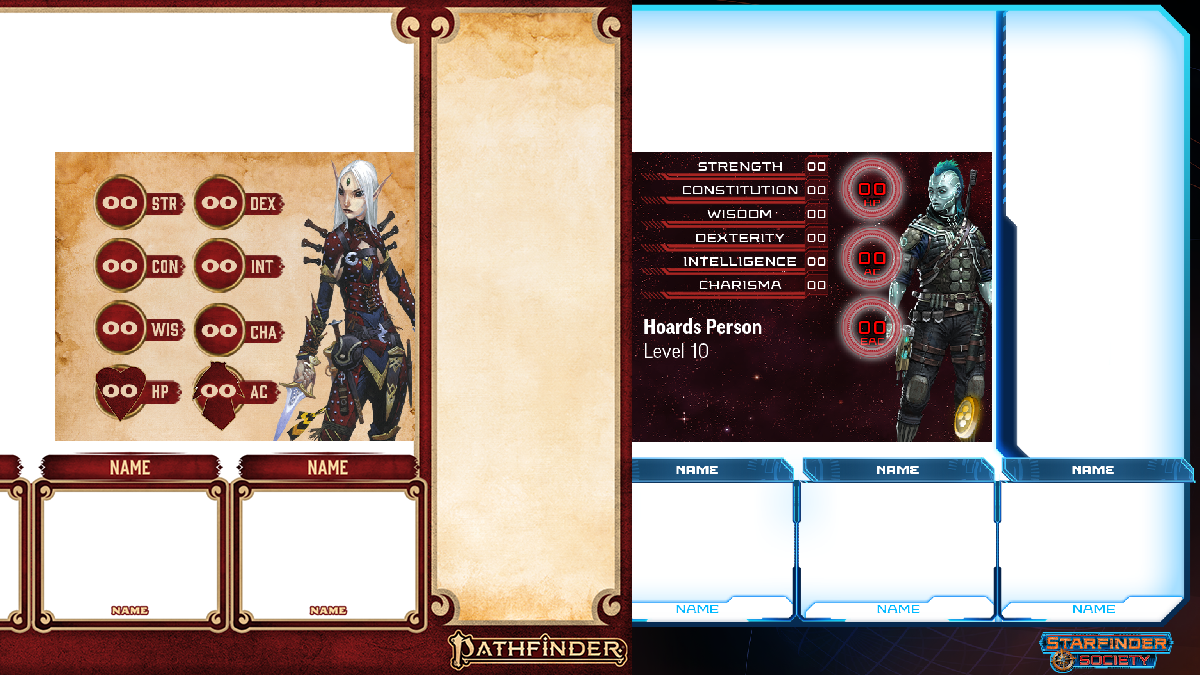 00 STR 00 DEX
00 CON 00 INT
00 WIS 00 CHA
00 HP 00 AC
NAME NAME
NAME NAME
PATHFINDER
STRENGTH 00
CONSTITUTION 00
WISDOM 00
DEXTERITY 00
INTELLIGENCE 00
CHARISMA 00
00
HP
00
AC
00
EAC
Hoards Person
Level 10
NAME NAME NAME
NAME NAME NAME
STARFINDER
SOCIETY